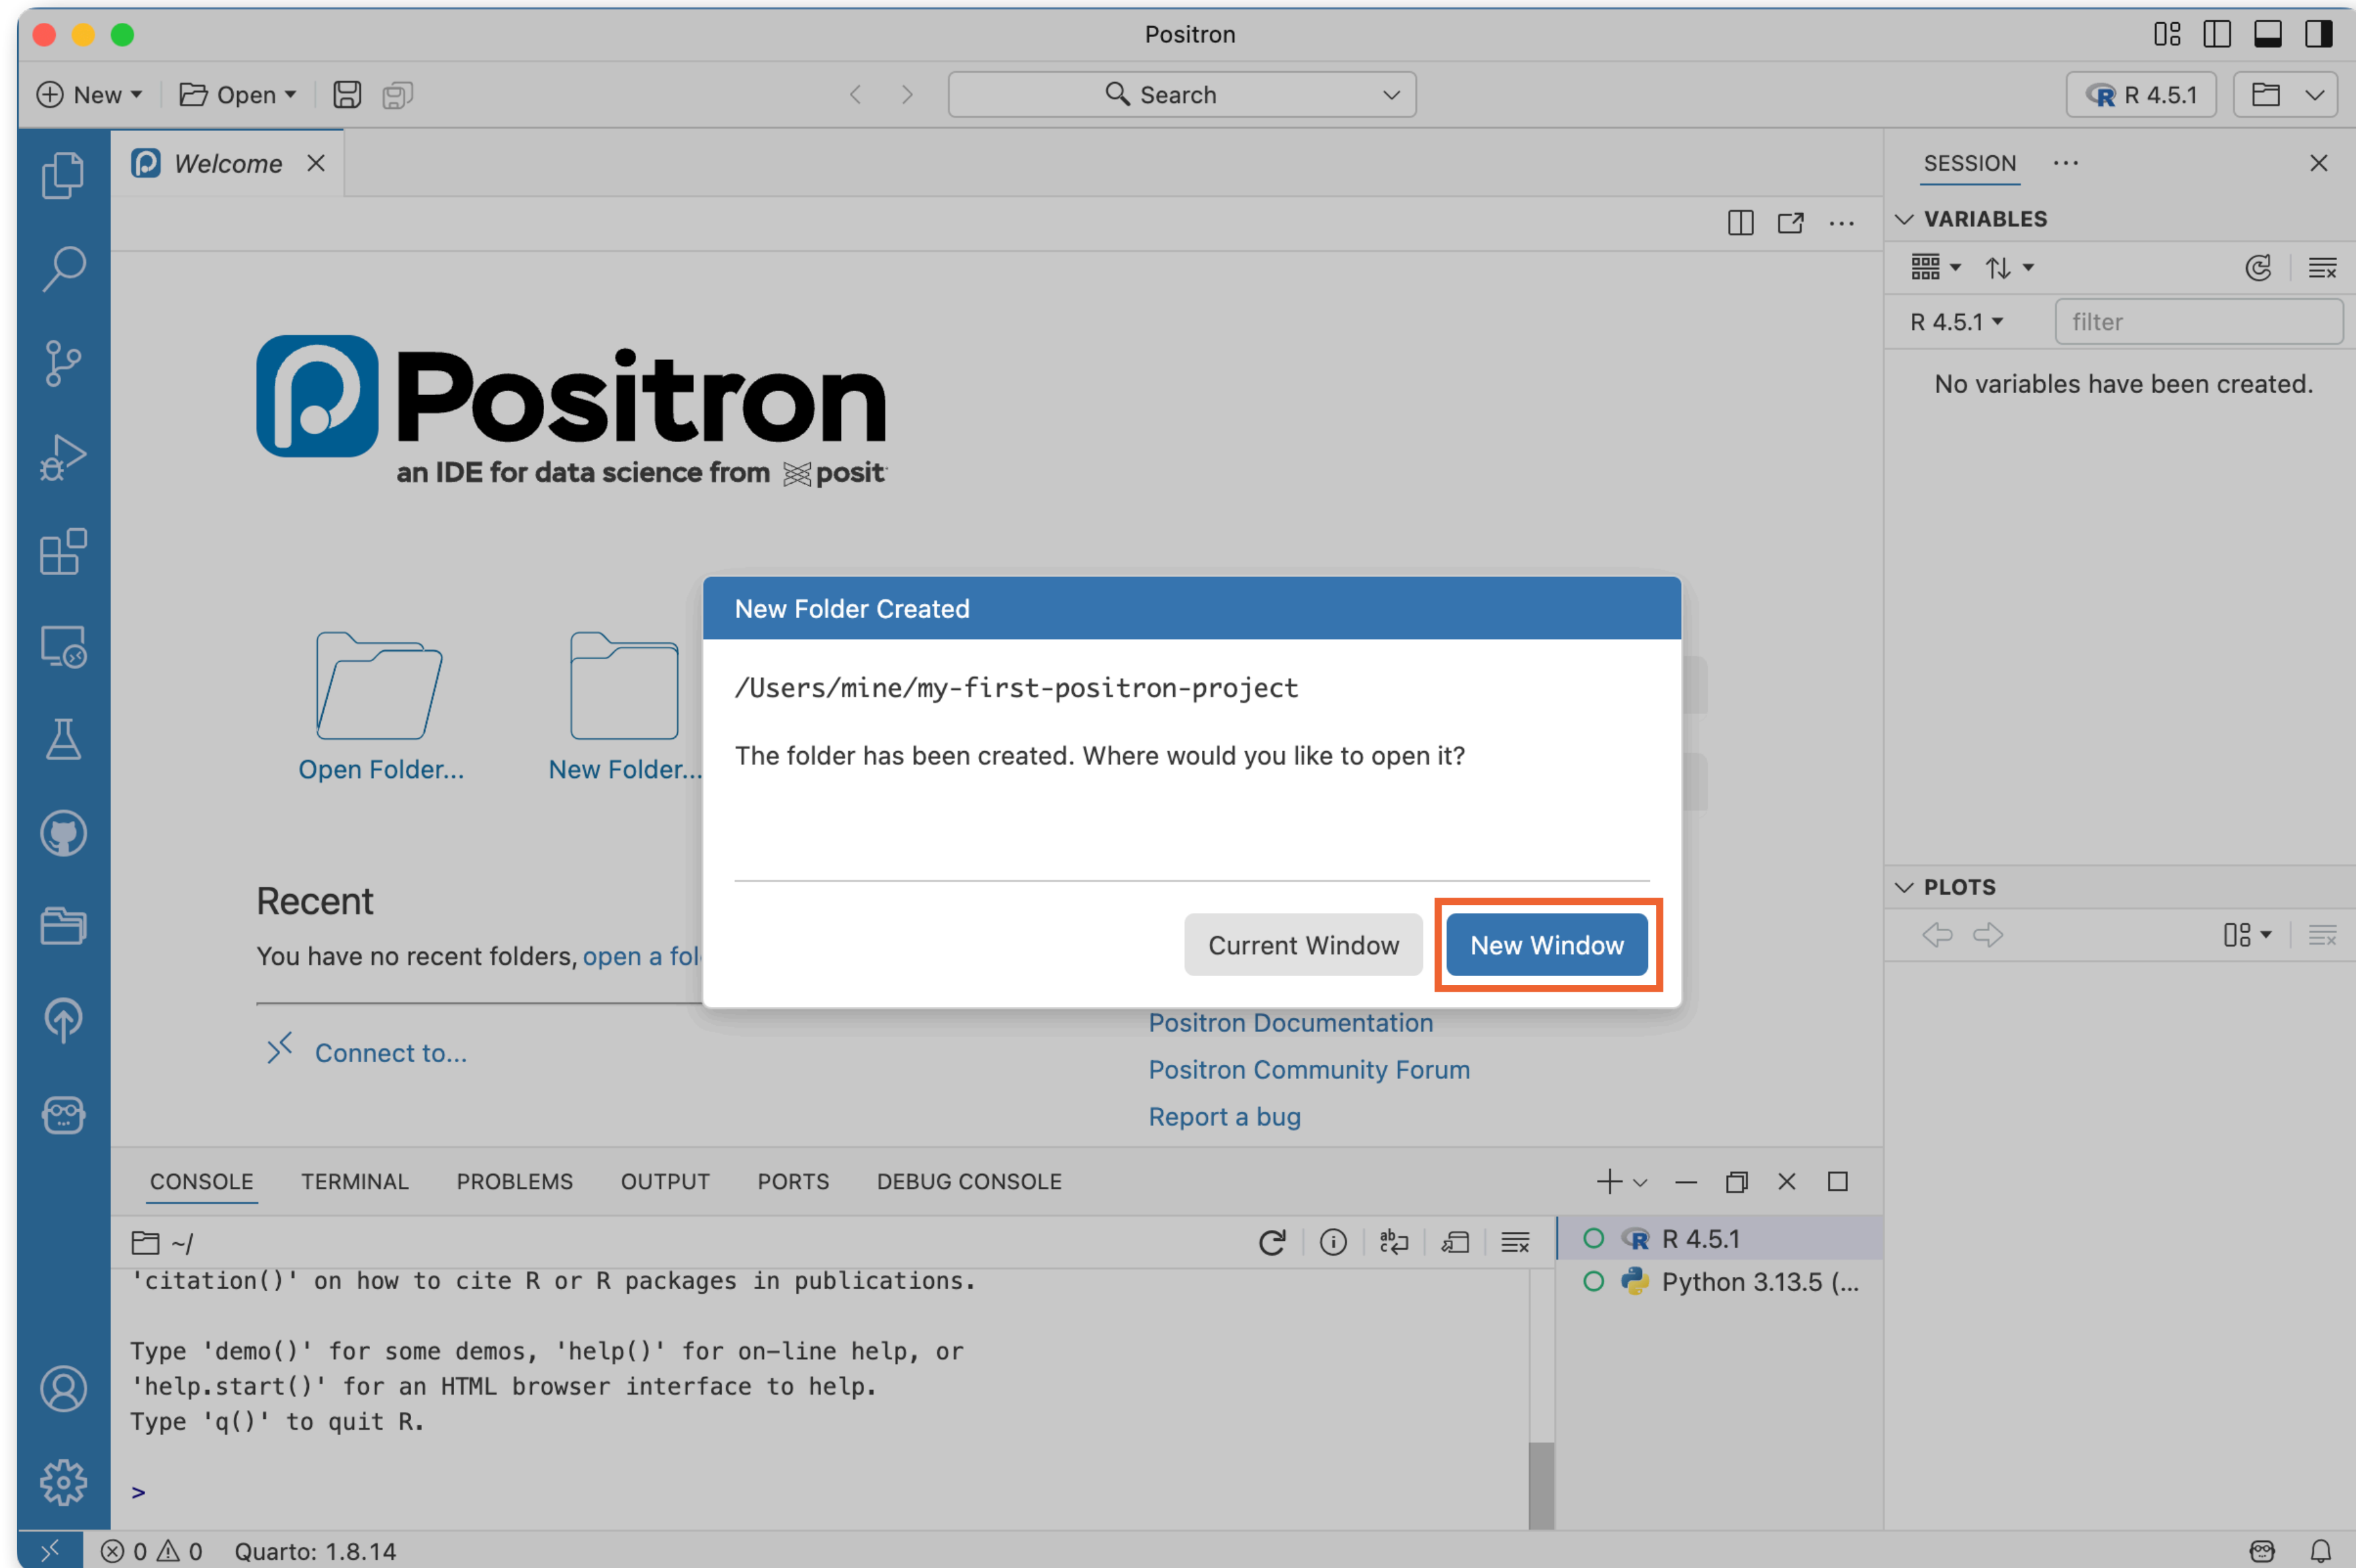 Positron
New
Open
Search
R 4.5.1
Welcome
SESSION
VARIABLES
R 4.5.1
filter
No variables have been created.
Positron
an IDE for data science from posit
New Folder Created
/Users/mine/my-first-positron-project
The folder has been created. Where would you like to open it?
Current Window
New Window
Open Folder...
New Folder...
Recent
You have no recent folders, open a fol
Connect to...
Positron Documentation
Positron Community Forum
Report a bug
PLOTS
CONSOLE TERMINAL PROBLEMS OUTPUT PORTS DEBUG CONSOLE
~/
'citation()' on how to cite R or R packages in publications.
Type 'demo()' for some demos, 'help()' for on-line help, or
'help.start()' for an HTML browser interface to help.
Type 'q()' to quit R.
>
R 4.5.1
Python 3.13.5 (...
0 0 Quarto: 1.8.14